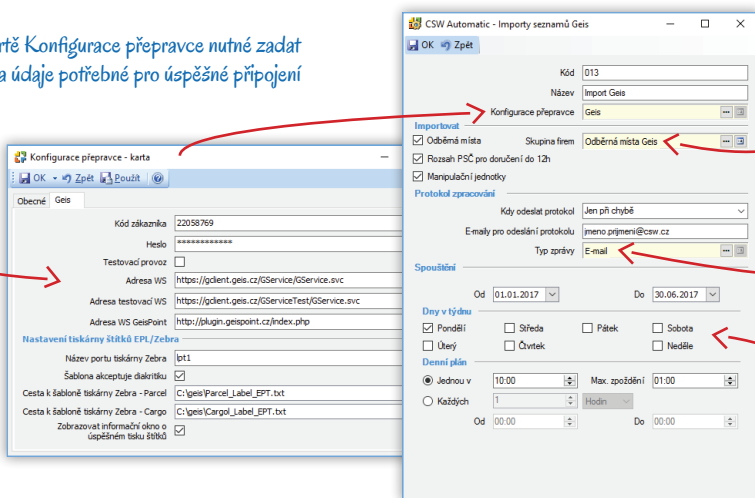 rtě Konfigurace přepravce nutné zadat
a údaje potřebné pro úspěšné připojení
Konfigurace přepravce - karta
OK Zpět Použít
Obecné Geis
Kód zákazníka 22058769
Heslo ************
Testovací provoz
Adresa WS https://gclient.geis.cz/GService/GService.svc
Adresa testovací WS https://gclient.geis.cz/GServiceTest/GService.svc
Adresa WS GeisPoint http://plugin.geispoint.cz/index.php
Nastavení tiskárny štítků EPL/Zebra
Název portu tiskárny Zebra lpt1
Šablona akceptuje diakritiku
Cesta k šabloně tiskárny Zebra - Parcel C:\geis\Parcel_Label_EPT.txt
Cesta k šabloně tiskárny Zebra - Cargo C:\geis\Cargol_Label_EPT.txt
Zobrazovat informační okno o
úspěšném tisku štítků
CSW Automatic - Importy seznamů Geis
OK Zpět
Kód 013
Název Import Geis
Konfigurace přepravce Geis
Importovat
Odběrná místa Skupina firem Odběrná místa Geis
Rozsah PSČ pro doručení do 12h
Manipulační jednotky
Protokol zpracování
Kdy odeslat protokol Jen při chybě
E-maily pro odeslání protokolu jmeno.prijmeni@csw.cz
Typ zprávy E-mail
Spouštění
Od 01.01.2017 Do 30.06.2017
Dny v týdnu
Pondělí Středa Pátek Sobota
Úterý Čtvrtek Neděle
Denní plán
Jednou v 10:00 Max. zpoždění 01:00
Každých 1 Hodin
Od 00:00 Do 00:00